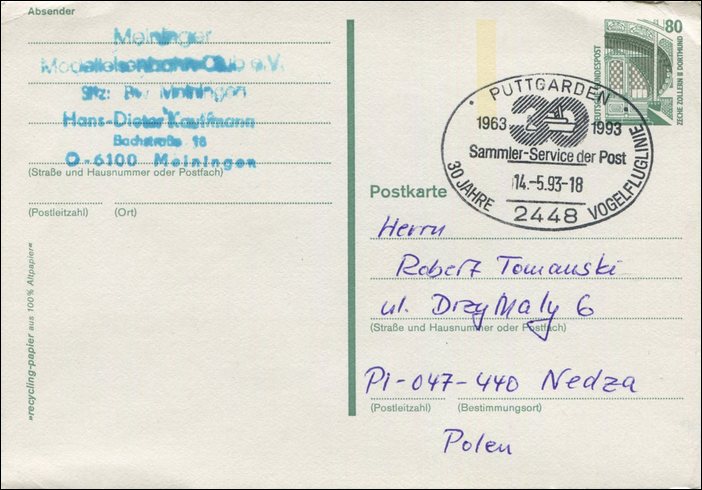 Absender
Meininger
Modelleisenbahn-Club e.V.
Sitz: Bw Meiningen
Hans-Dieter Kaufmann
Bachstraße 16
O-6100 Meiningen
(Straße und Hausnummer oder Postfach)
(Postleitzahl) (Ort)
»recycling-papier aus 100% Altpapier«
80
DEUTSCHE BUNDESPOST
ZECHE ZOLLERN II DORTMUND
PUTTGARDEN
30
1963 1993
Sammler-Service der Post
14.-5.93-18
30 JAHRE VOGELFLUGLINIE
2448
Postkarte
Herrn
Robert Tomanski
ul. DrzyMaly 6
(Straße und Hausnummer oder Postfach)
Pl-047-440 Nedza
(Postleitzahl) (Bestimmungsort)
Polen